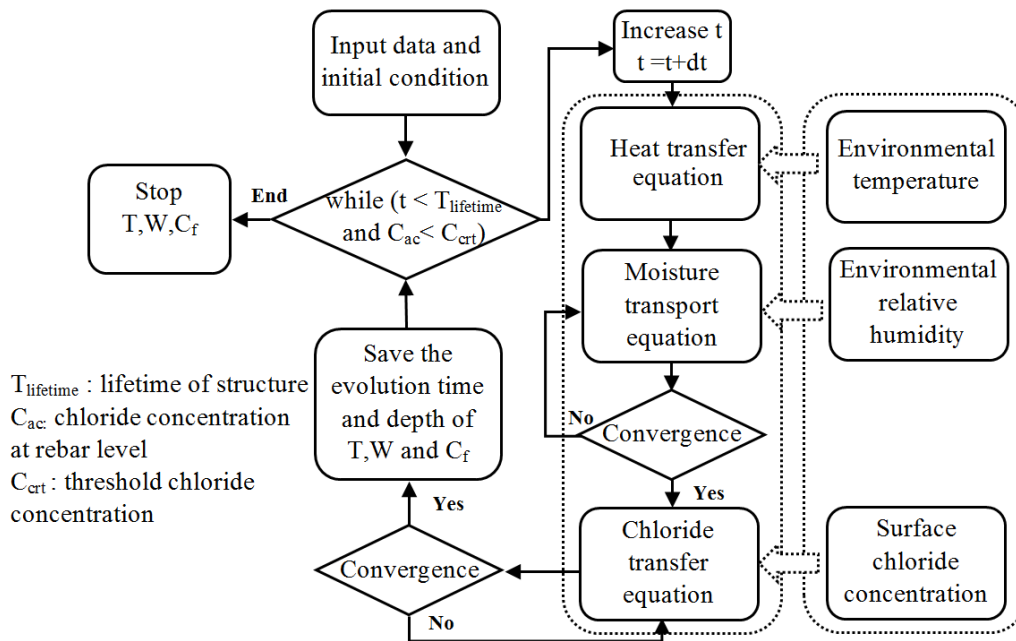 Input data and
initial condition
Increase t
t =t+dt
Heat transfer
equation
Environmental
temperature
Stop
T,W,Cf
End
while (t < Tlifetime
and Cac< Ccrt)
Moisture
transport
equation
Environmental
relative
humidity
Save the
evolution time
and depth of
T,W and Cf
Tlifetime : lifetime of structure
Cac: chloride concentration
at rebar level
Ccrt : threshold chloride
concentration
No
Convergence
Yes
Yes
Chloride
transfer
equation
Surface
chloride
concentration
Convergence
No